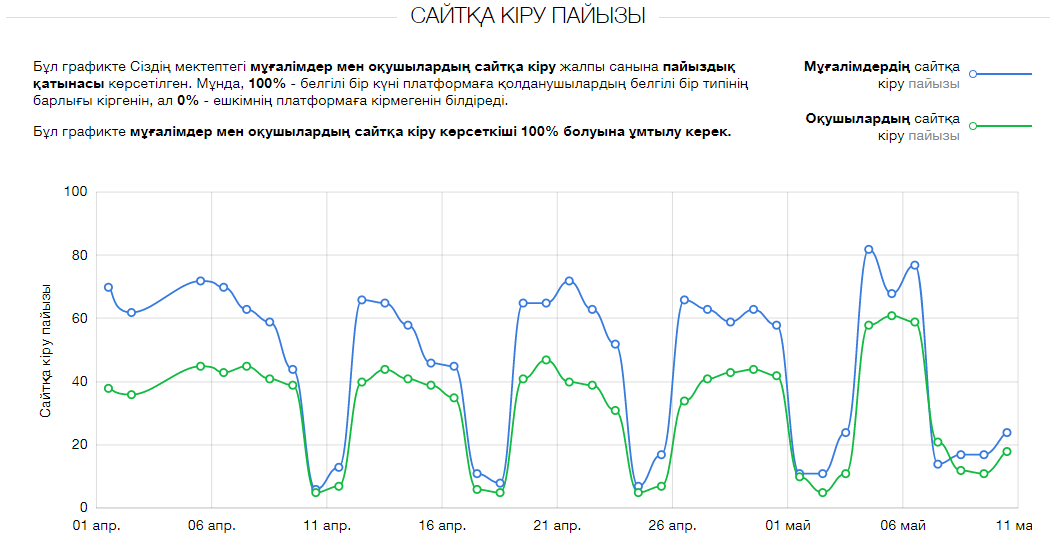 САЙТҚА КІРУ ПАЙЫЗЫ
Бұл графикте Сіздің мектептегі мұғалімдер мен оқушылардың сайтқа кіру жалпы санына пайыздық
қатынасы көрсетілген. Мұнда, 100% - белгілі бір күні платформаға қолданушылардың белгілі бір типінің
барлығы кіргенін, ал 0% - ешкімнің платформаға кірмегенін білдіреді.
Бұл графикте мұғалімдер мен оқушылардың сайтқа кіру көрсеткіші 100% болуына ұмтылу керек.
Мұғалімдердің сайтқа
кіру пайызы
Оқушылардың сайтқа
кіру пайызы
Сайтқа кіру пайызы
100
80
60
40
20
0
01 апр.
06 апр.
11 апр.
16 апр.
21 апр.
26 апр.
01 май
06 май
11 ма